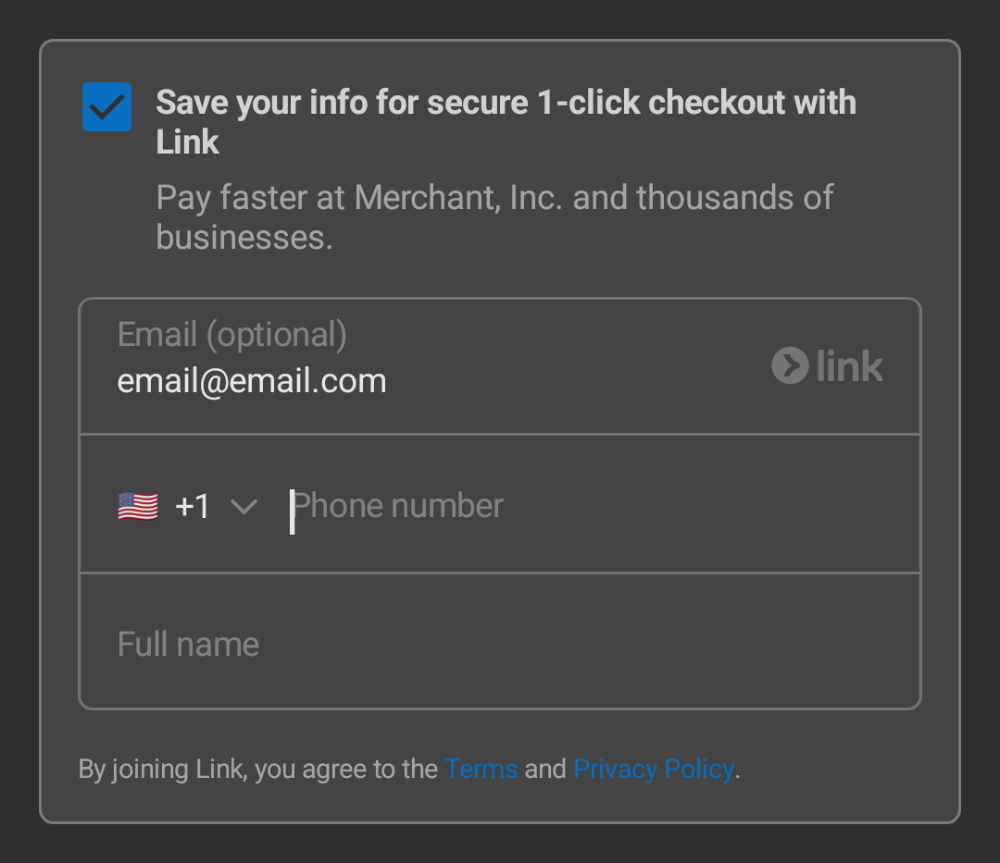 Save your info for secure 1-click checkout with
Link
Pay faster at Merchant, Inc. and thousands of
businesses.
Email (optional)
email@email.com
link
+1 Phone number
Full name
By joining Link, you agree to the Terms and Privacy Policy.